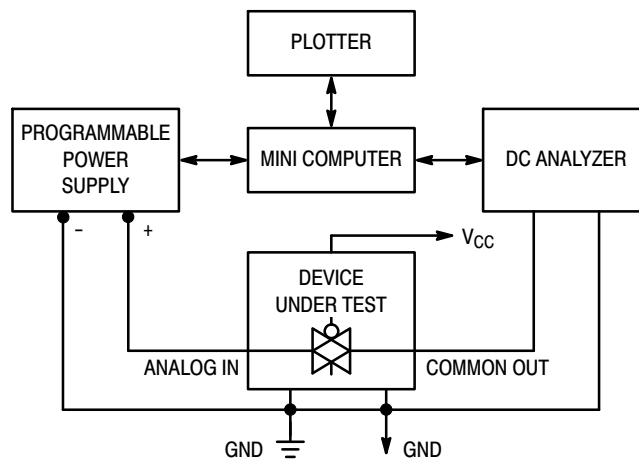 PLOTTER
PROGRAMMABLE
POWER
SUPPLY
MINI COMPUTER
DC ANALYZER
– +
VCC
DEVICE
UNDER TEST
ANALOG IN
COMMON OUT
GND
GND